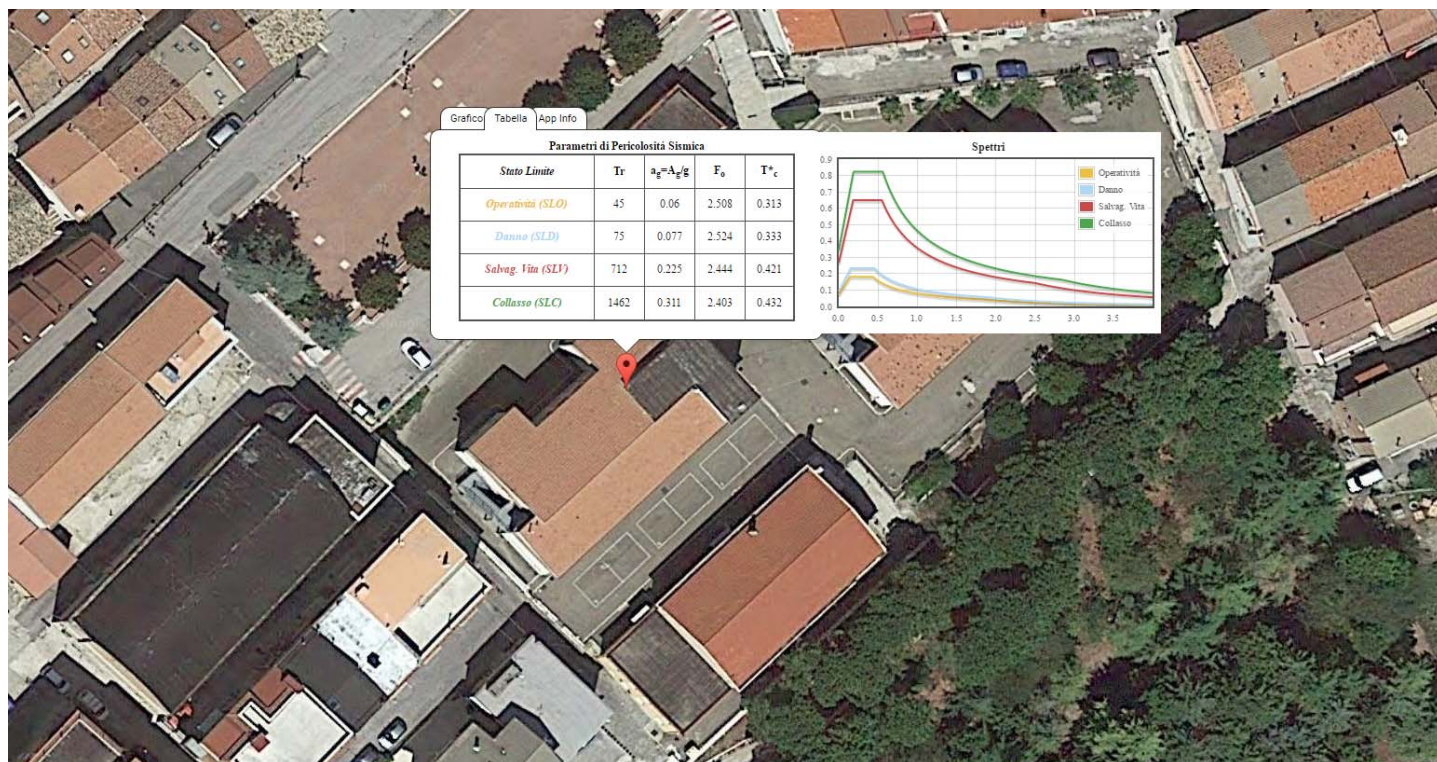 Grafico Tabella App Info
Parametri di Pericolositá Sismica
Stato Limite Tr ag=Ag/g Fo T*c
Operatività (SLO) 45 0.06 2.508 0.313
Danno (SLD) 75 0.077 2.524 0.333
Salvag. Vita (SLV) 712 0.225 2.444 0.421
Collasso (SLC) 1462 0.311 2.403 0.432
Spettri
0.9
0.8
0.7
0.6
0.5
0.4
0.3
0.2
0.1
0.0
0.0 0.5 1.0 1.5 2.0 2.5 3.0 3.5
Operatività
Danno
Salvag. Vita
Collasso